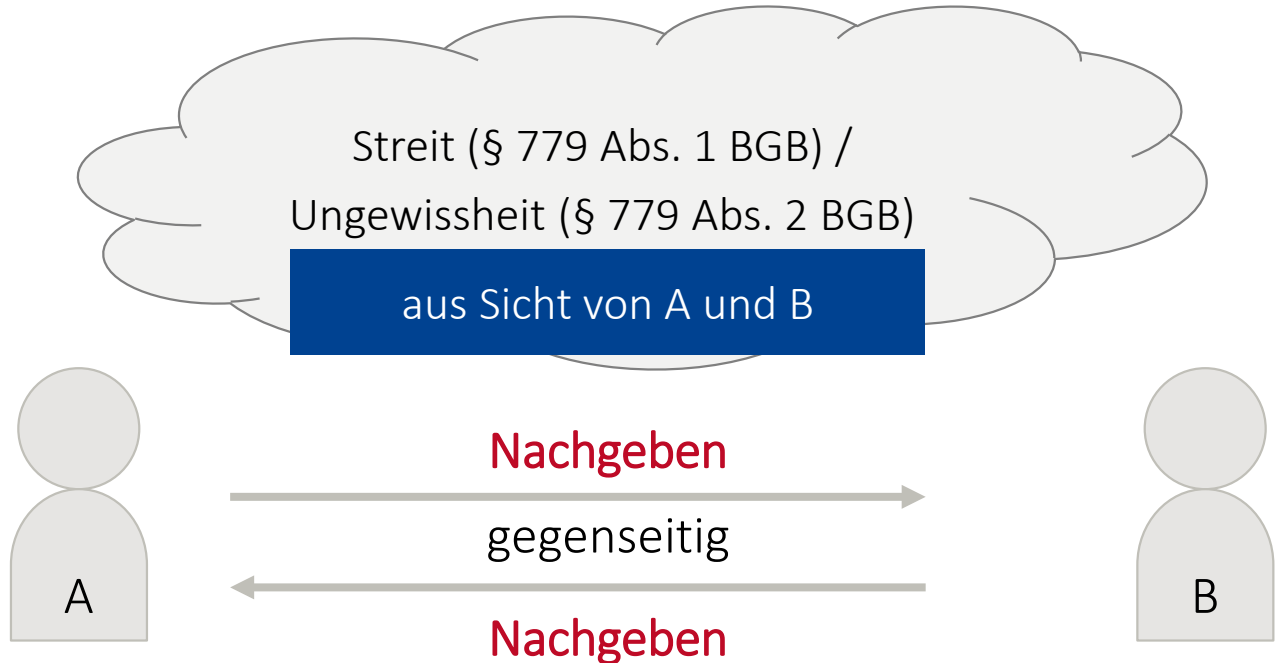 Streit (§ 779 Abs. 1 BGB) /
Ungewissheit (§ 779 Abs. 2 BGB)
aus Sicht von A und B
Nachgeben
gegenseitig
A
B
Nachgeben